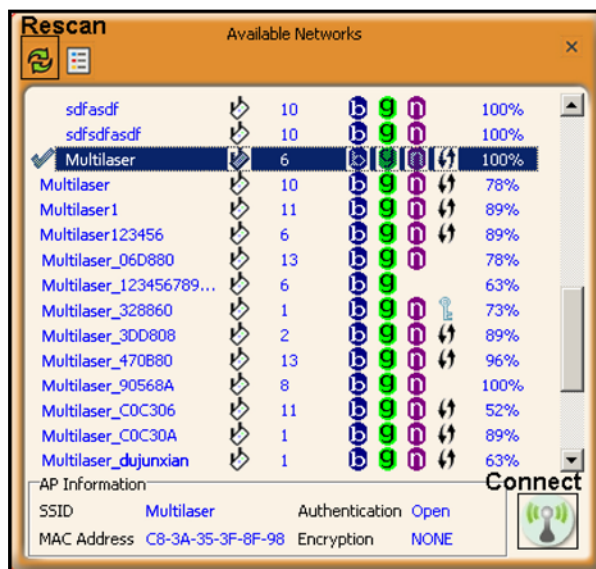 Rescan
Available Networks
sdfasdf 10 b g n 100%
sdfsdfasdf 10 b g n 100%
Multilaser 6 b g n 100%
Multilaser 10 b g n 78%
Multilaser1 11 b g n 89%
Multilaser123456 6 b g n 89%
Multilaser_06D880 13 b g n 78%
Multilaser_123456789... 6 b g 63%
Multilaser_328860 1 b g n 73%
Multilaser_3DD808 2 b g n 89%
Multilaser_470B80 13 b g n 96%
Multilaser_90568A 8 b g n 100%
Multilaser_C0C306 11 b g n 52%
Multilaser_C0C30A 1 b g n 89%
Multilaser_dujunxian 1 b g n 63%
AP Information
Connect
SSID Multilaser Authentication Open
MAC Address C8-3A-35-3F-8F-98 Encryption NONE